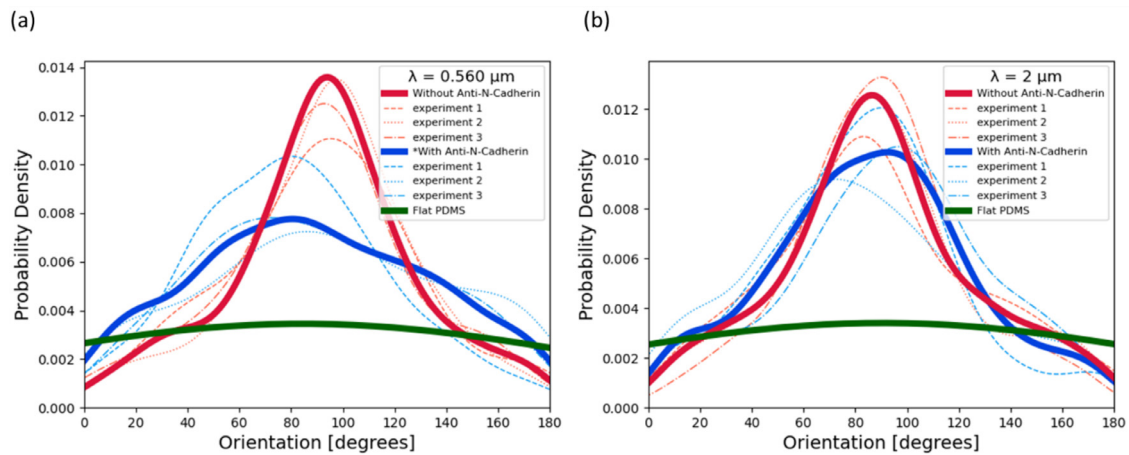 (a)
(b)
λ = 0.560 μm
Without Anti-N-Cadherin
experiment 1
experiment 2
experiment 3
*With Anti-N-Cadherin
experiment 1
experiment 2
experiment 3
Flat PDMS
Probability Density
0.014
0.012
0.010
0.008
0.006
0.004
0.002
0.000
0 20 40 60 80 100 120 140 160 180
Orientation [degrees]
λ = 2 μm
Without Anti-N-Cadherin
experiment 1
experiment 2
experiment 3
With Anti-N-Cadherin
experiment 1
experiment 2
experiment 3
Flat PDMS
Probability Density
0.012
0.010
0.008
0.006
0.004
0.002
0.000
0 20 40 60 80 100 120 140 160 180
Orientation [degrees]